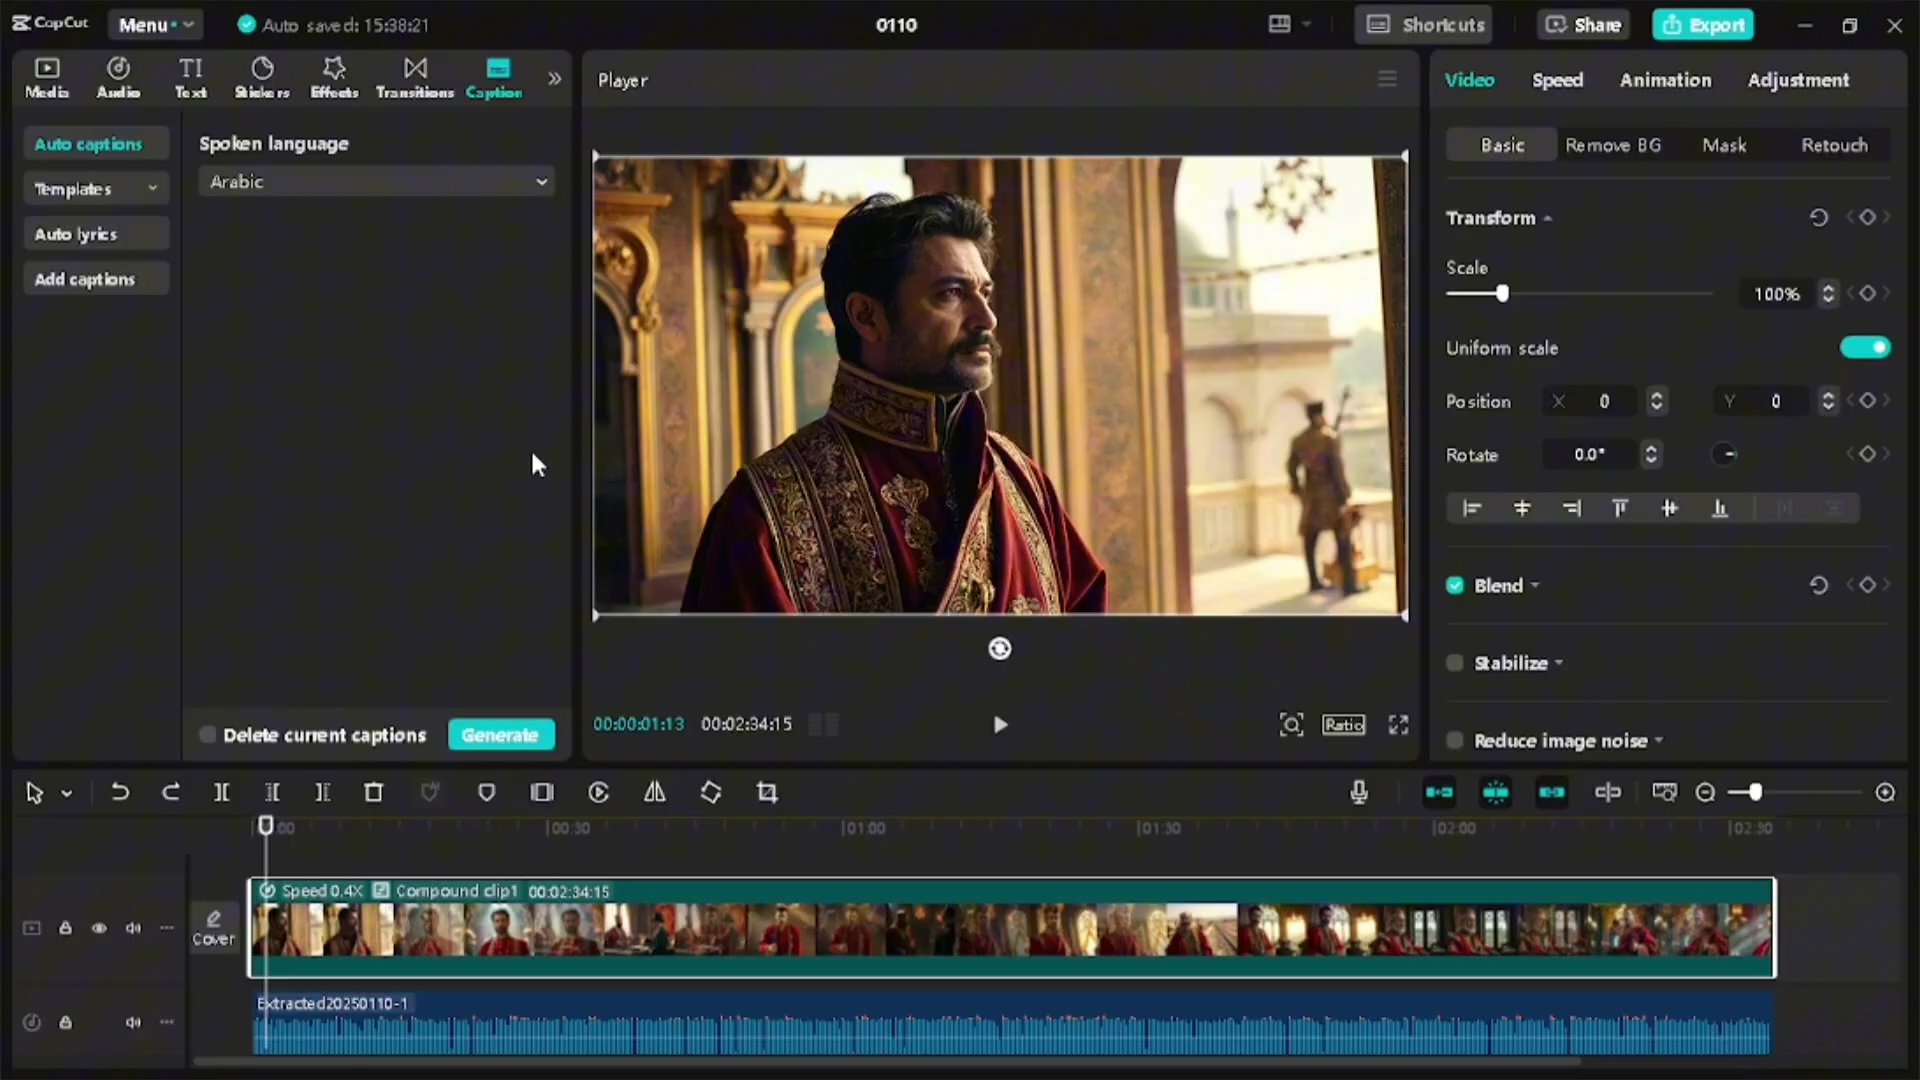 CapCut
Menu
Auto saved: 15:38:21
0110
Shortcuts
Share
Export
Media
Audio
TI
Text
Stickers
Effects
Transitions
Caption
Player
Video
Speed
Animation
Adjustment
Auto captions
Spoken language
Basic
Remove BG
Mask
Retouch
Templates
Arabic
Auto lyrics
Transform
Add captions
Scale
100%
Uniform scale
Position
X 0
Y 0
Rotate
0.0°
Blend
Stabilize
Delete current captions
Generate
00:00:01:13
00:02:34:15
Ratio
Reduce image noise
00:30
01:00
01:30
02:00
02:30
Speed 0.4X
Compound clip1
00:02:34:15
Cover
Extracted20250110-1